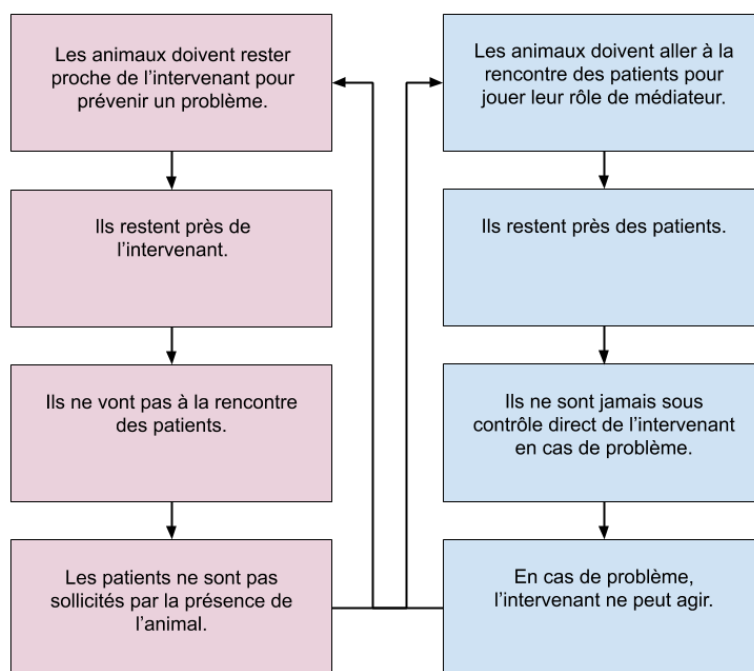 Les animaux doivent rester
proche de l'intervenant pour
prévenir un problème.
Ils restent près de
l'intervenant.
Ils ne vont pas à la rencontre
des patients.
Les patients ne sont pas
sollicités par la présence de
l'animal.
Les animaux doivent aller à la
rencontre des patients pour
jouer leur rôle de médiateur.
Ils restent près des patients.
Ils ne sont jamais sous
contrôle direct de l'intervenant
en cas de problème.
En cas de problème,
l'intervenant ne peut agir.